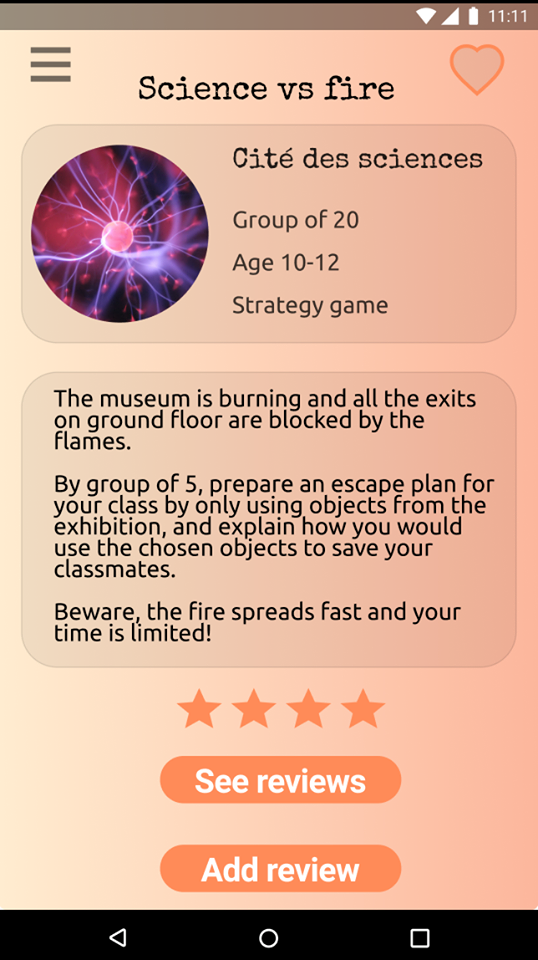 11:11
Science vs fire
Cité des sciences
Group of 20
Age 10-12
Strategy game
The museum is burning and all the exits
on ground floor are blocked by the
flames.
By group of 5, prepare an escape plan for
your class by only using objects from the
exhibition, and explain how you would
use the chosen objects to save your
classmates.
Beware, the fire spreads fast and your
time is limited!
See reviews
Add review